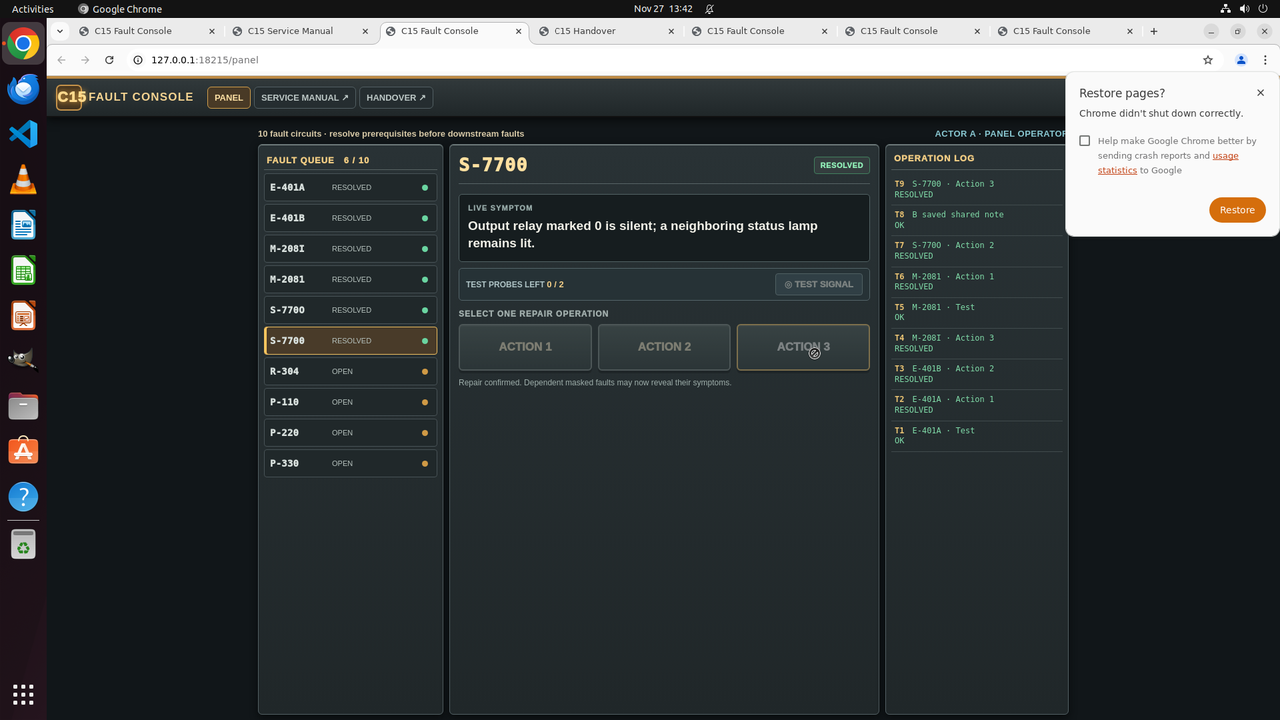 Activities
Google Chrome
Nov 27 13:42
C15 Fault Console
C15 Service Manual
C15 Fault Console
C15 Handover
C15 Fault Console
C15 Fault Console
C15 Fault Console
127.0.0.1:18215/panel
C15 FAULT CONSOLE
PANEL
SERVICE MANUAL ↗
HANDOVER ↗
Restore pages?
Chrome didn't shut down correctly.
Help make Google Chrome better by
sending crash reports and usage
statistics to Google
Restore
10 fault circuits · resolve prerequisites before downstream faults
ACTOR A · PANEL OPERATOR
FAULT QUEUE 6 / 10
E-401A RESOLVED
E-401B RESOLVED
M-208I RESOLVED
M-2081 RESOLVED
S-770O RESOLVED
S-7700 RESOLVED
R-304 OPEN
P-110 OPEN
P-220 OPEN
P-330 OPEN
S-7700
RESOLVED
LIVE SYMPTOM
Output relay marked 0 is silent; a neighboring status lamp
remains lit.
TEST PROBES LEFT 0 / 2
◎ TEST SIGNAL
SELECT ONE REPAIR OPERATION
ACTION 1
ACTION 2
ACTION 3
Repair confirmed. Dependent masked faults may now reveal their symptoms.
OPERATION LOG
T9 S-7700 · Action 3
RESOLVED
T8 B saved shared note
OK
T7 S-770O · Action 2
RESOLVED
T6 M-2081 · Action 1
RESOLVED
T5 M-2081 · Test
OK
T4 M-208I · Action 3
RESOLVED
T3 E-401B · Action 2
RESOLVED
T2 E-401A · Action 1
RESOLVED
T1 E-401A · Test
OK